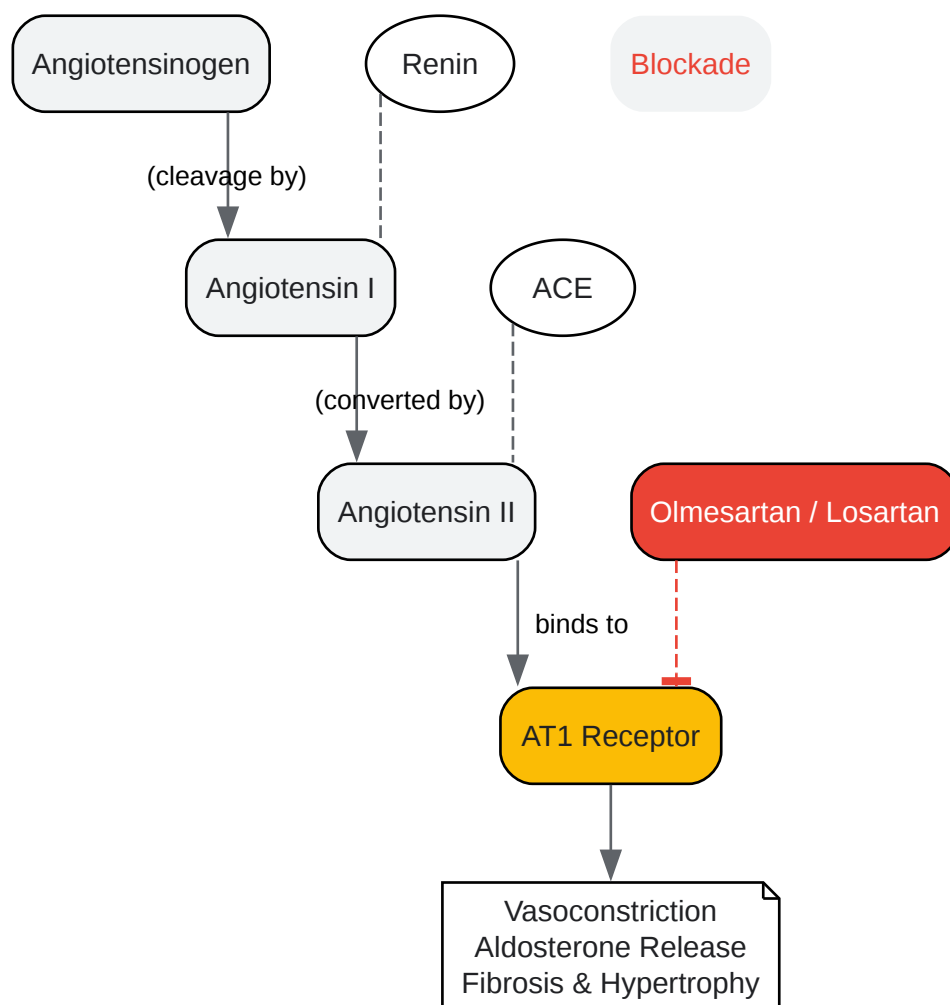 Angiotensinogen
Renin
Blockade
(cleavage by)
Angiotensin I
ACE
(converted by)
Angiotensin II
Olmesartan / Losartan
binds to
AT1 Receptor
Vasoconstriction
Aldosterone Release
Fibrosis & Hypertrophy